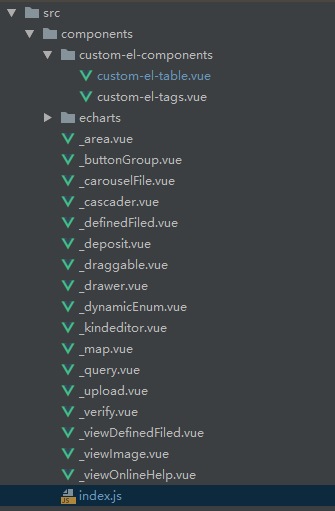 src
components
custom-el-components
custom-el-table.vue
custom-el-tags.vue
echarts
_area.vue
_buttonGroup.vue
_carouselFile.vue
_cascader.vue
_definedFiled.vue
_deposit.vue
_draggable.vue
_drawer.vue
_dynamicEnum.vue
_kindeditor.vue
_map.vue
_query.vue
_upload.vue
_verify.vue
_viewDefinedFiled.vue
_viewImage.vue
_viewOnlineHelp.vue
index.js